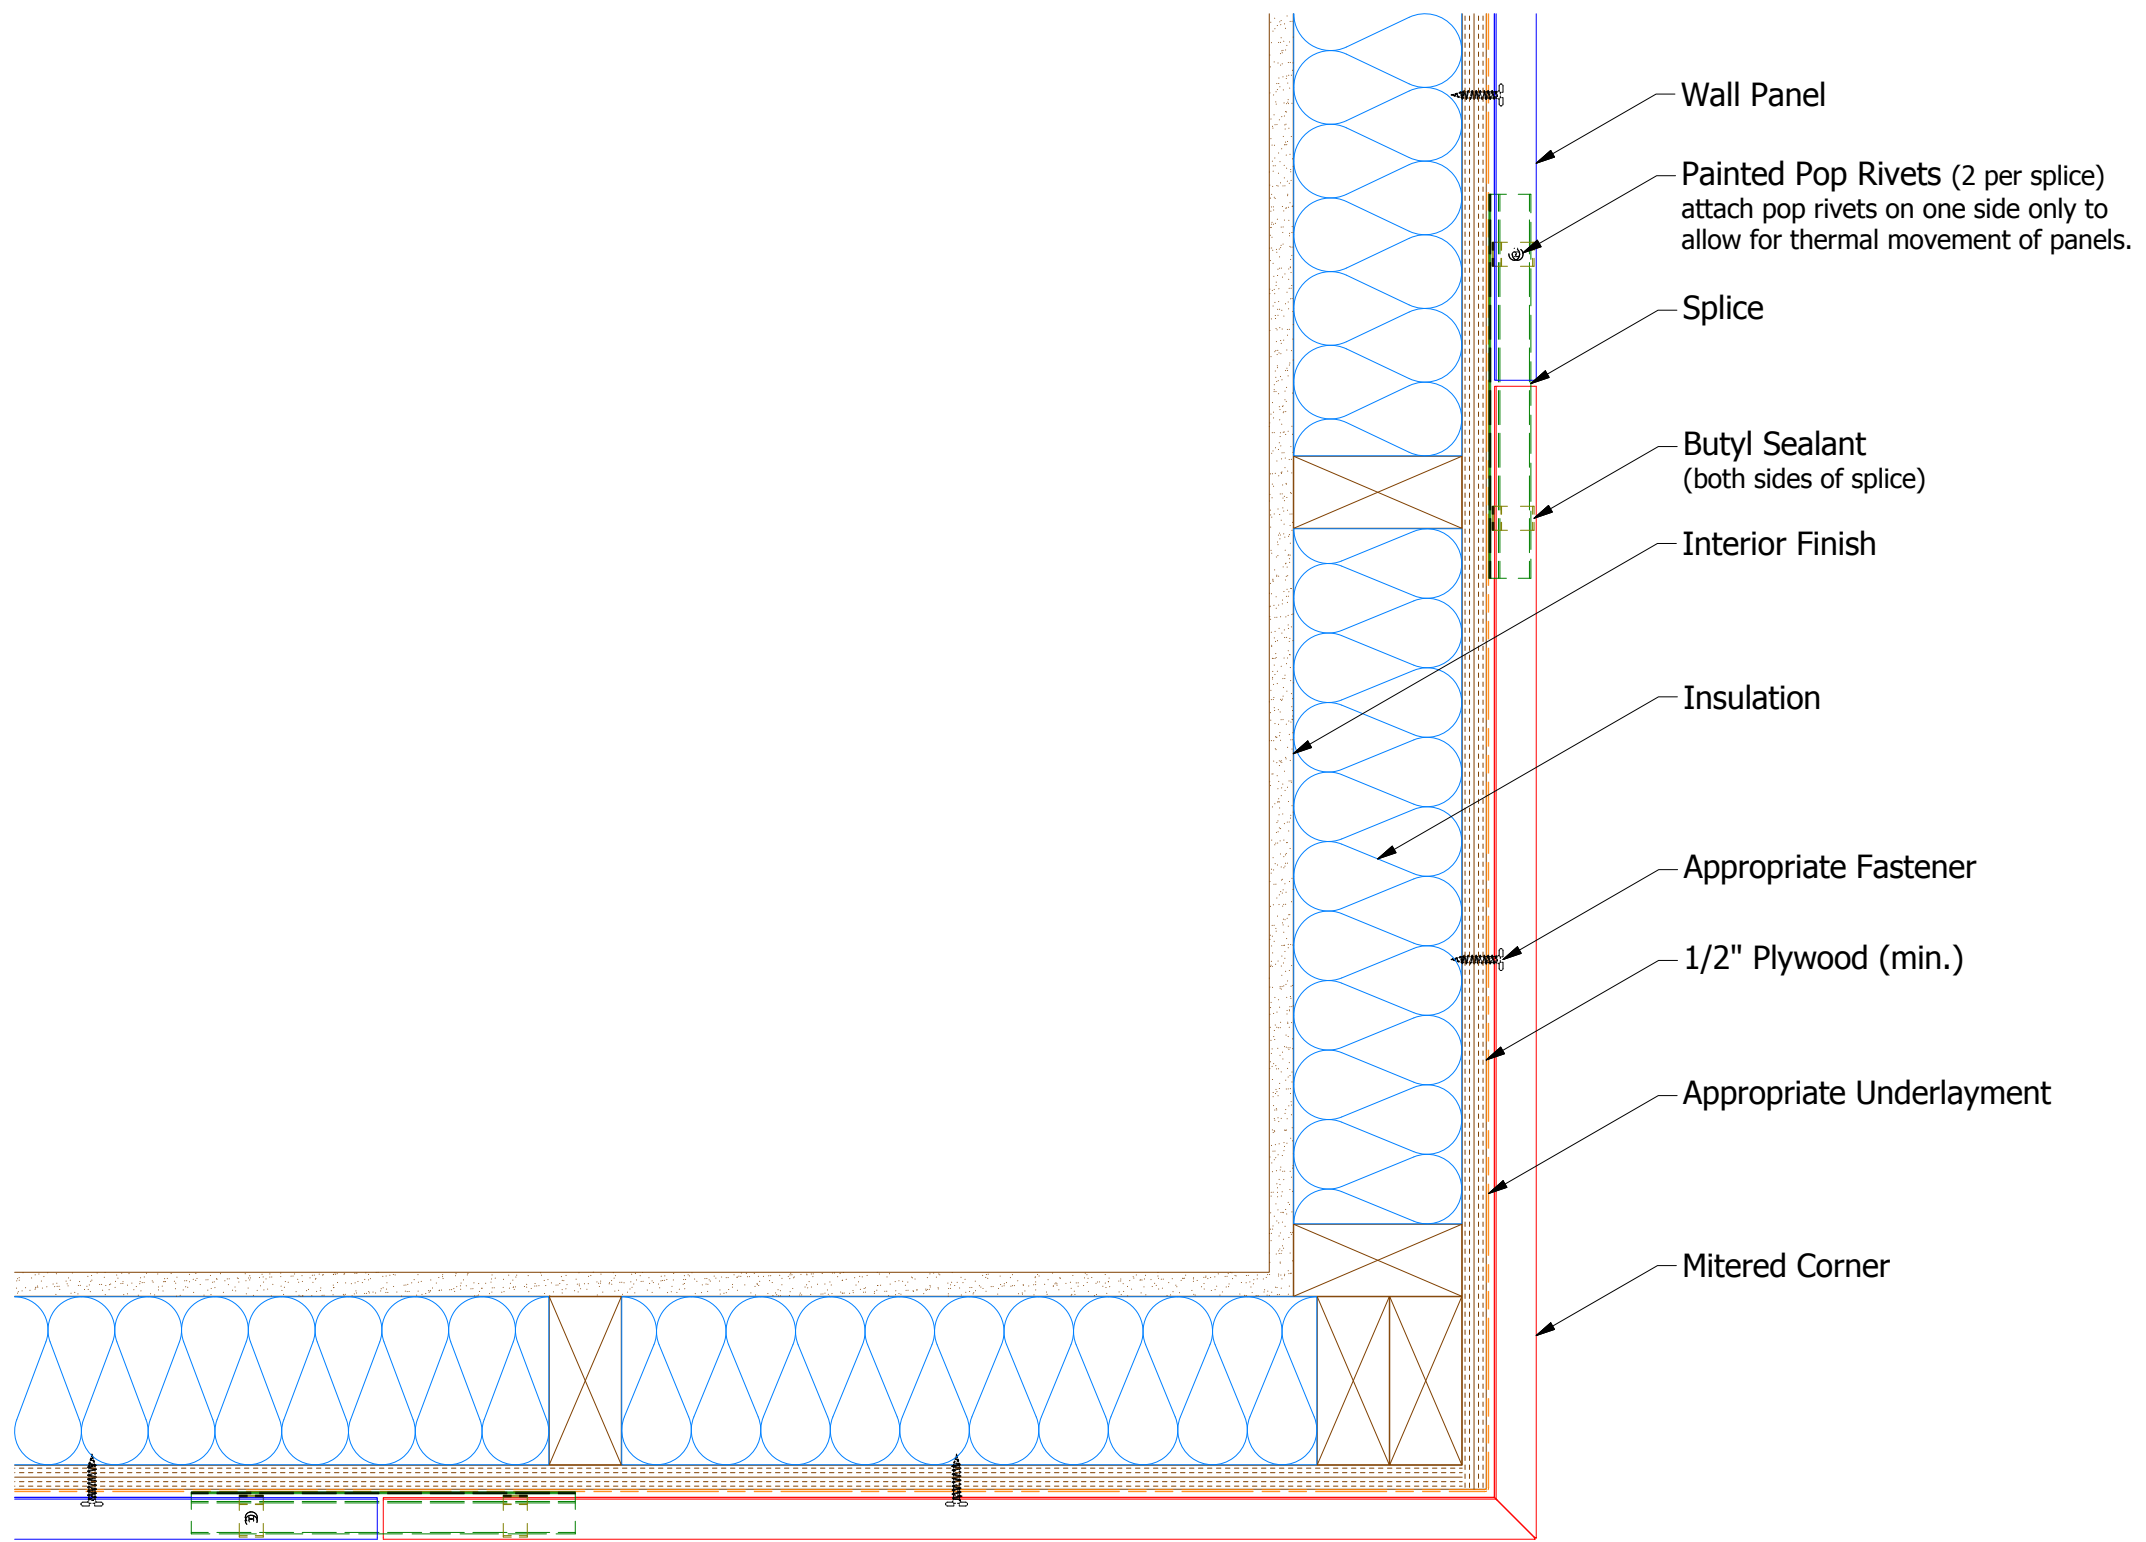 Wall Panel
Painted Pop Rivets (2 per splice)
attach pop rivets on one side only to
allow for thermal movement of panels.
Splice
Butyl Sealant
(both sides of splice)
Interior Finish
Insulation
Appropriate Fastener
1/2" Plywood (min.)
Appropriate Underlayment
Mitered Corner